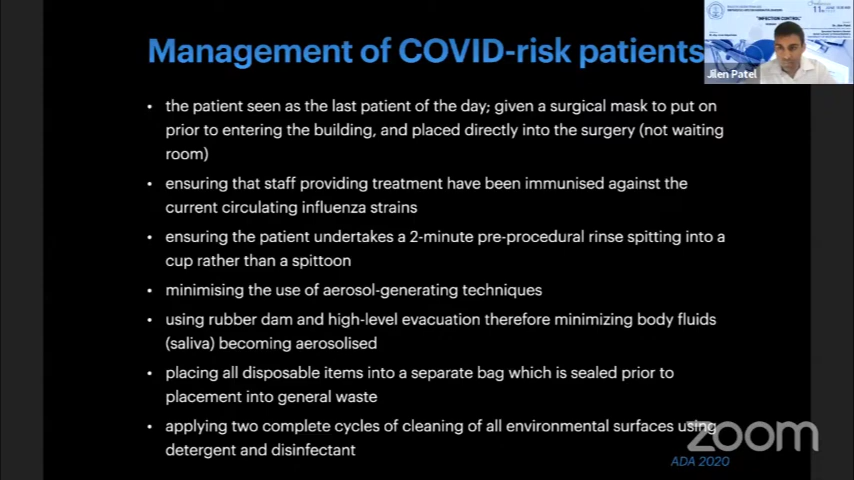 Management of COVID-risk patients
• the patient seen as the last patient of the day; given a surgical mask to put on
prior to entering the building, and placed directly into the surgery (not waiting
room)
• ensuring that staff providing treatment have been immunised against the
current circulating influenza strains
• ensuring the patient undertakes a 2-minute pre-procedural rinse spitting into a
cup rather than a spittoon
• minimising the use of aerosol-generating techniques
• using rubber dam and high-level evacuation therefore minimizing body fluids
(saliva) becoming aerosolised
• placing all disposable items into a separate bag which is sealed prior to
placement into general waste
• applying two complete cycles of cleaning of all environmental surfaces using
detergent and disinfectant
ADA 2020
zoom
"INFECTION CONTROL"
Jilen Patel